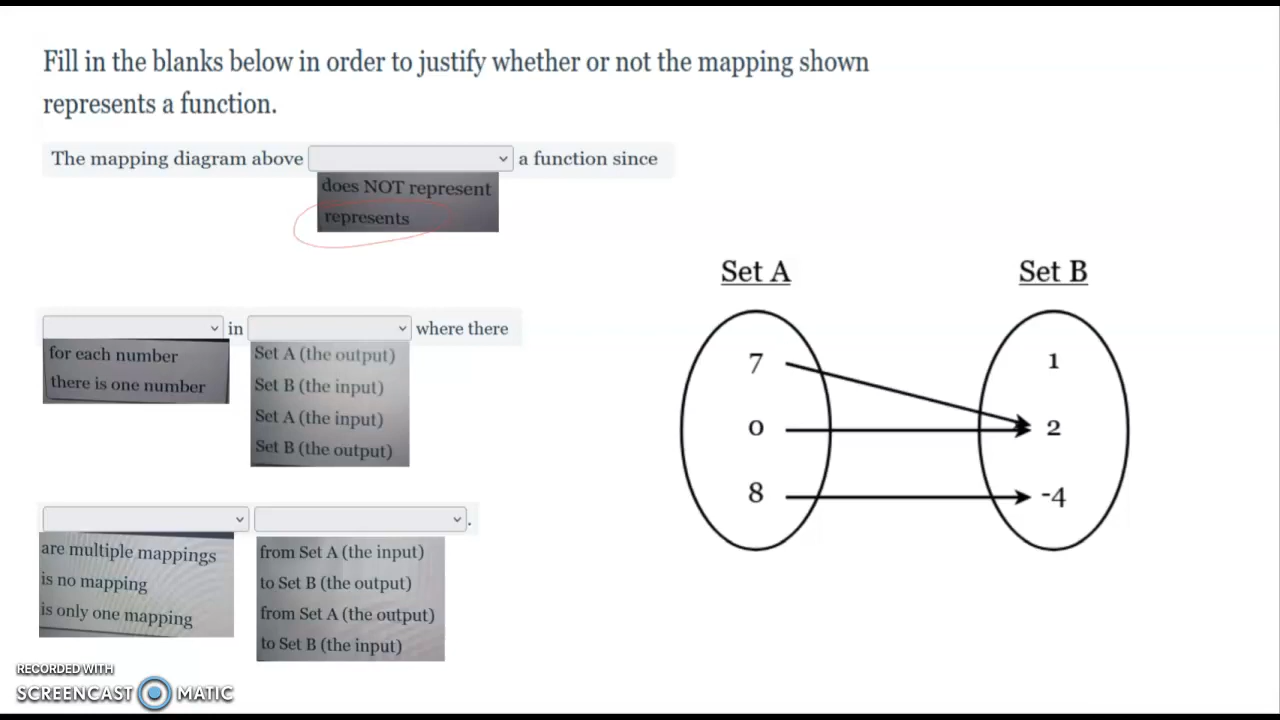 Fill in the blanks below in order to justify whether or not the mapping shown
represents a function.
The mapping diagram above
a function since
does NOT represent
represents
in
where there
for each number
there is one number
Set A (the output)
Set B (the input)
Set A (the input)
Set B (the output)
.
are multiple mappings
is no mapping
is only one mapping
from Set A (the input)
to Set B (the output)
from Set A (the output)
to Set B (the input)
Set A
Set B
7
1
0
2
8
-4
RECORDED WITH
SCREENCAST MATIC